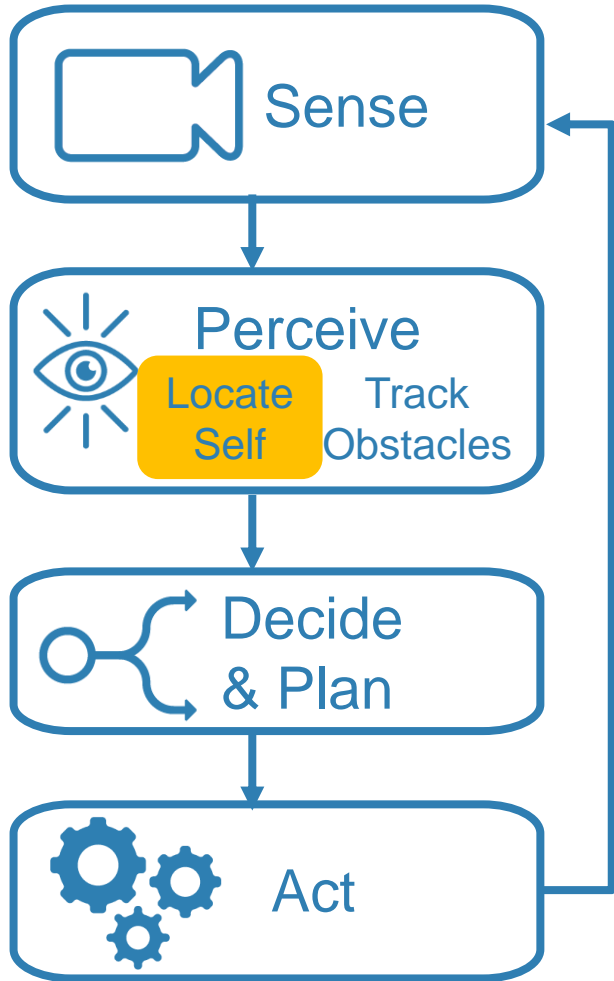 Sense
Perceive
Locate
Self
Track
Obstacles
Decide
& Plan
Act